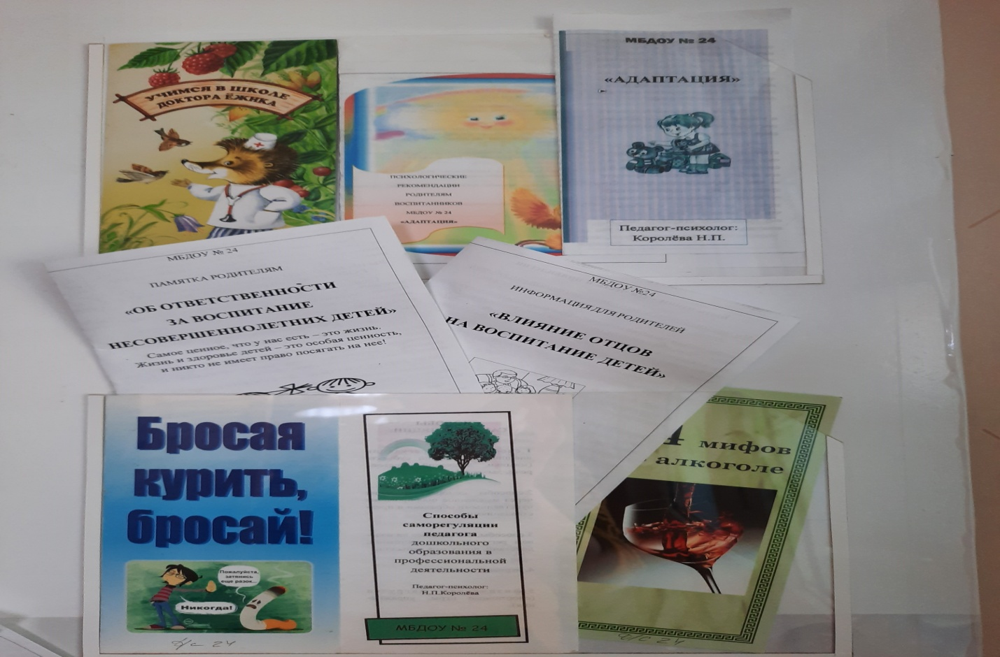 УЧИМСЯ В ШКОЛЕ
ДОКТОРА ЁЖИКА
ПСИХОЛОГИЧЕСКИЕ
РЕКОМЕНДАЦИИ
РОДИТЕЛЯМ
ВОСПИТАННИКОВ
МБДОУ № 24
«АДАПТАЦИЯ»
МБДОУ № 24
«АДАПТАЦИЯ»
Педагог-психолог:
Королёва Н.П.
МБДОУ № 24
ПАМЯТКА РОДИТЕЛЯМ
«ОБ ОТВЕТСТВЕННОСТИ
ЗА ВОСПИТАНИЕ
НЕСОВЕРШЕННОЛЕТНИХ ДЕТЕЙ»
Самое ценное, что у нас есть – это жизнь.
Жизнь и здоровье детей – это особая ценность,
и никто не имеет право посягать на нее!
МБДОУ №24
ИНФОРМАЦИЯ ДЛЯ РОДИТЕЛЕЙ
«ВЛИЯНИЕ ОТЦОВ
НА ВОСПИТАНИЕ ДЕТЕЙ»
Бросая
курить,
бросай!
Пожалуйста,
затянись
еще разок...
Никогда!
Д/с 24
Способы
саморегуляции
педагога
дошкольного
образования в
профессиональной
деятельности
Педагог-психолог:
Н.П.Королёва
МБДОУ № 24
4 мифов
алкоголе
24